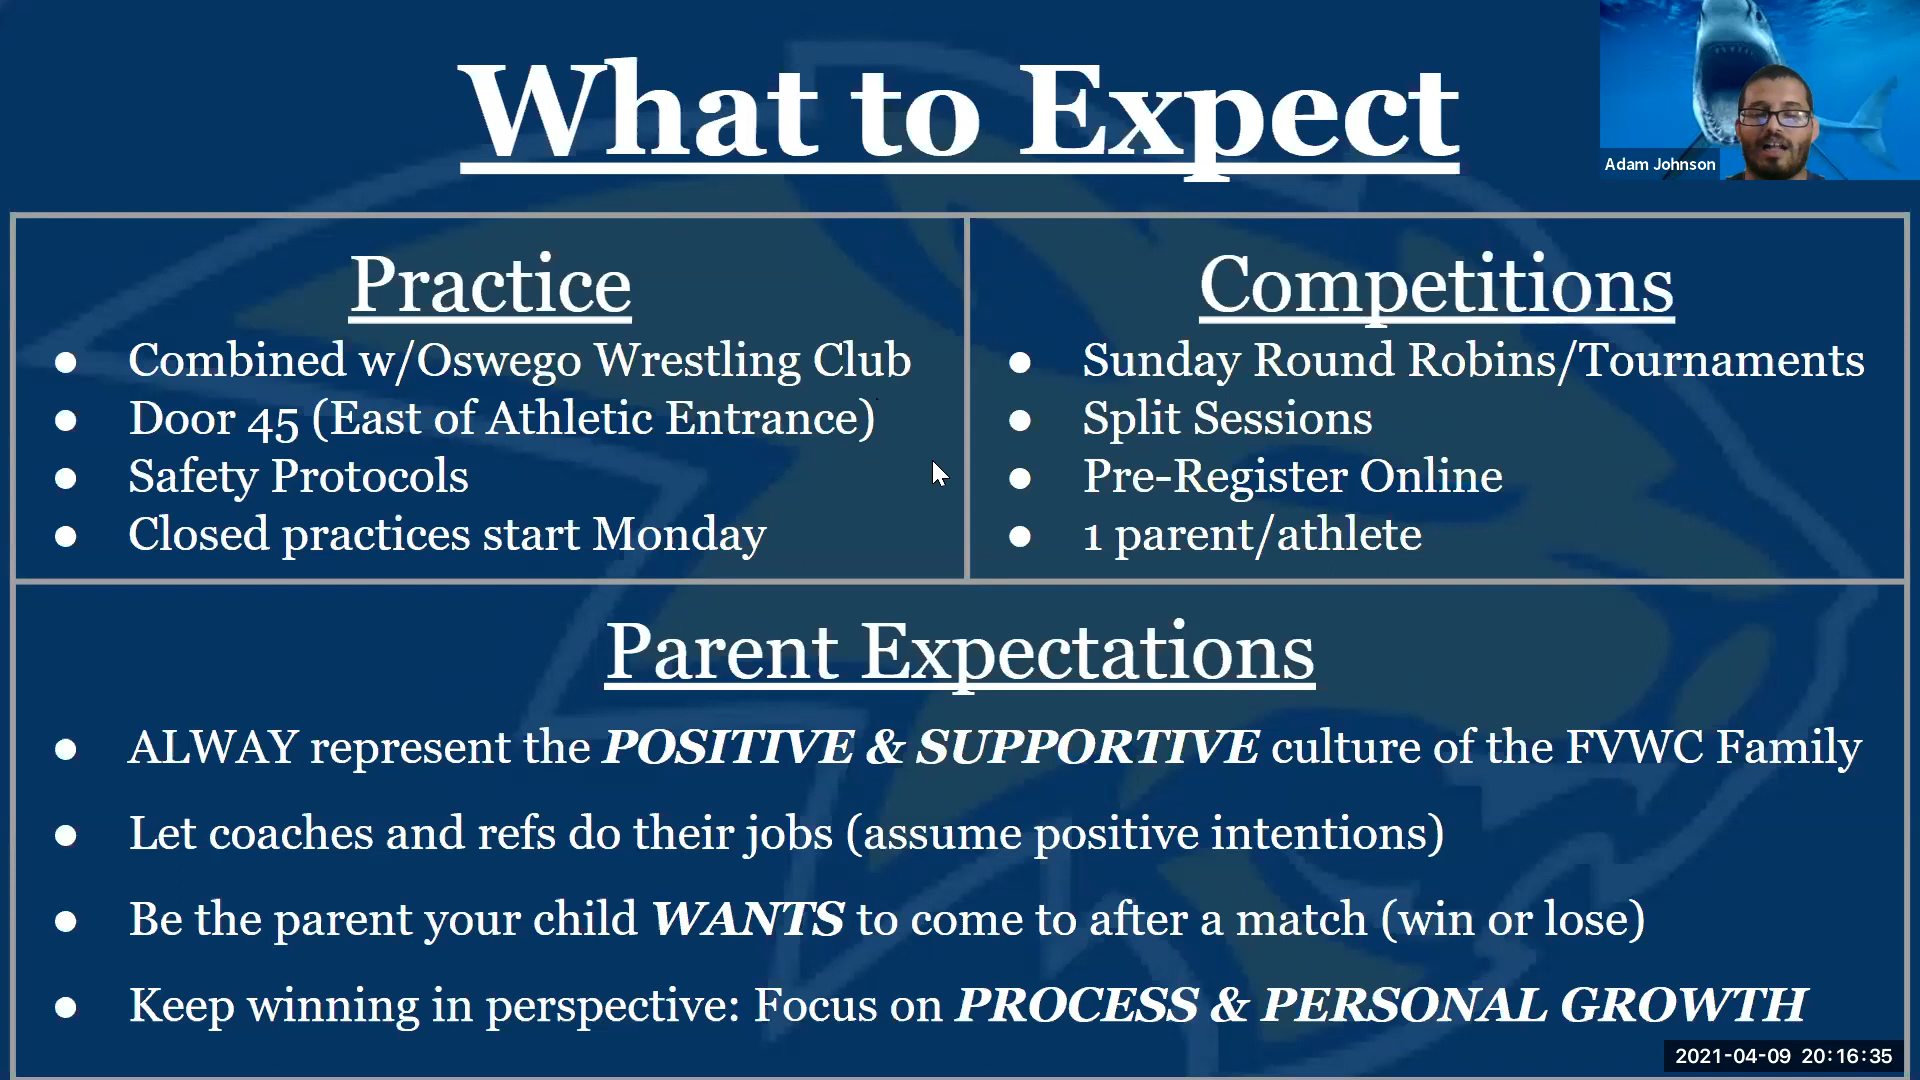 What to Expect
Adam Johnson
Practice
● Combined w/Oswego Wrestling Club
● Door 45 (East of Athletic Entrance)
● Safety Protocols
● Closed practices start Monday
Competitions
● Sunday Round Robins/Tournaments
● Split Sessions
● Pre-Register Online
● 1 parent/athlete
Parent Expectations
● ALWAY represent the POSITIVE & SUPPORTIVE culture of the FVWC Family
● Let coaches and refs do their jobs (assume positive intentions)
● Be the parent your child WANTS to come to after a match (win or lose)
● Keep winning in perspective: Focus on PROCESS & PERSONAL GROWTH
2021-04-09 20:16:35